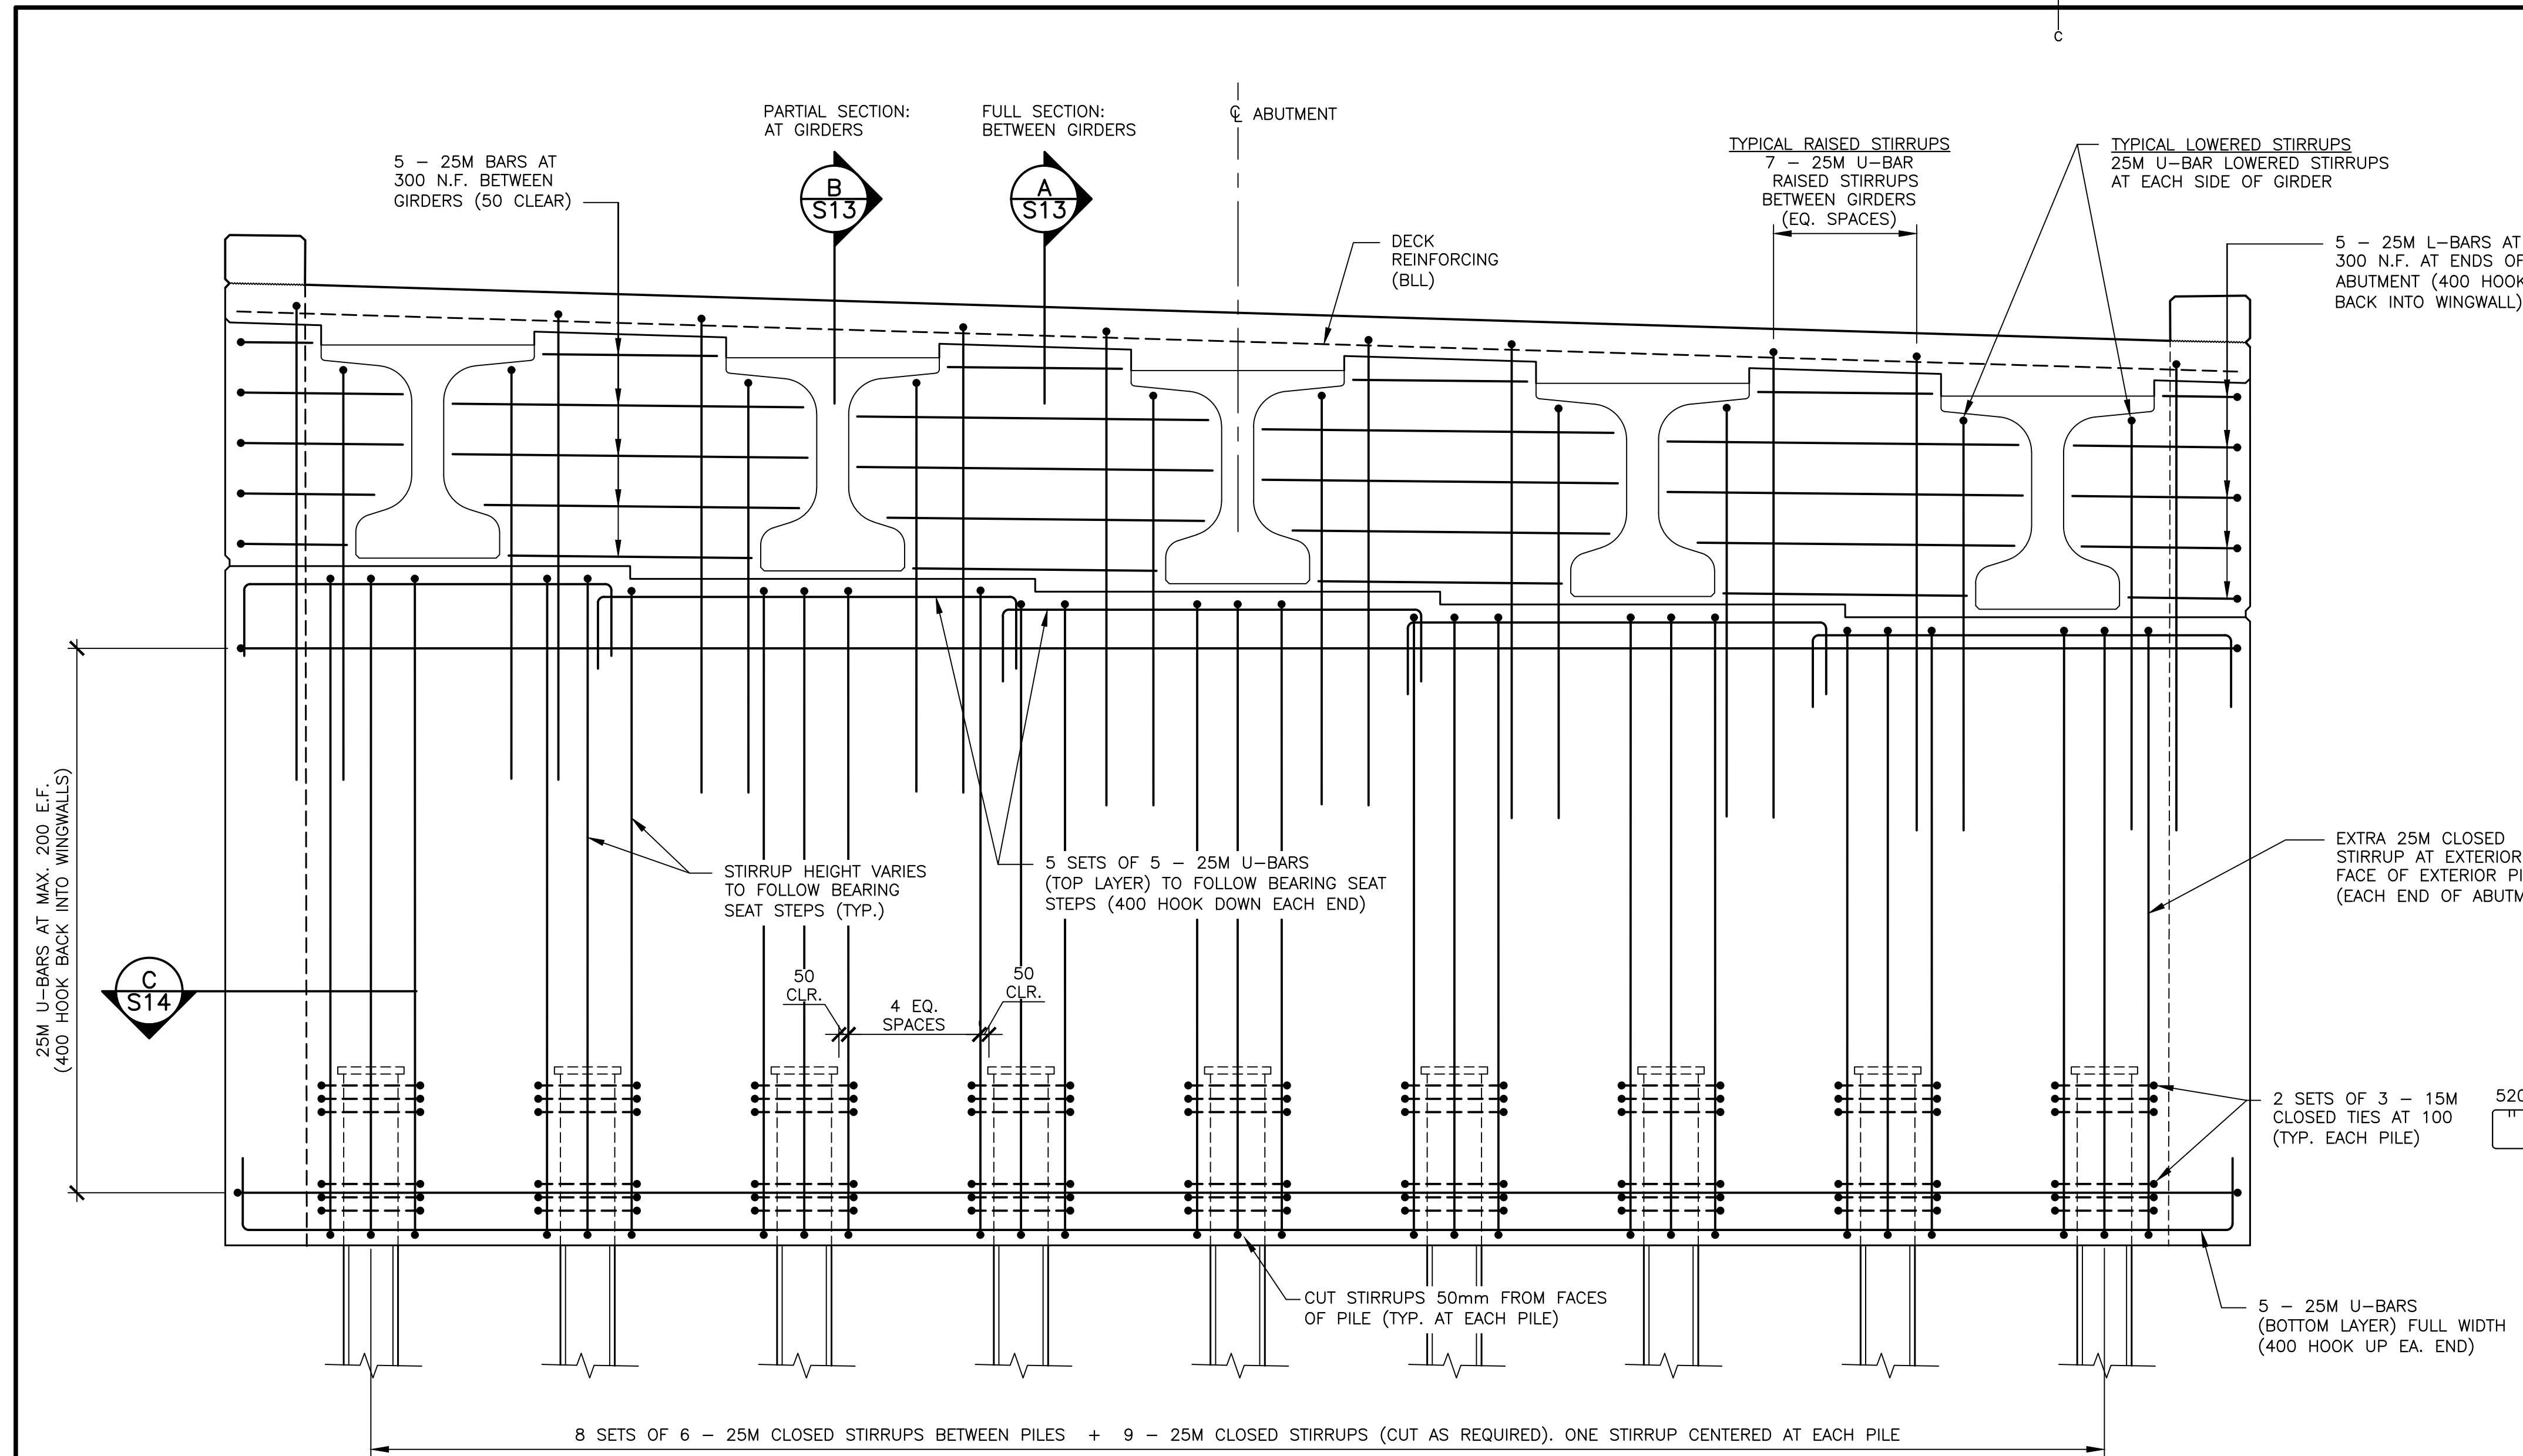 C
PARTIAL SECTION:
AT GIRDERS
FULL SECTION:
BETWEEN GIRDERS
℄ ABUTMENT
5 – 25M BARS AT
300 N.F. BETWEEN
GIRDERS (50 CLEAR)
B
S13
A
S13
DECK
REINFORCING
(BLL)
TYPICAL RAISED STIRRUPS
7 – 25M U–BAR
RAISED STIRRUPS
BETWEEN GIRDERS
(EQ. SPACES)
TYPICAL LOWERED STIRRUPS
25M U–BAR LOWERED STIRRUPS
AT EACH SIDE OF GIRDER
5 – 25M L–BARS AT
300 N.F. AT ENDS OF
ABUTMENT (400 HOOK
BACK INTO WINGWALL)
25M U–BARS AT MAX. 200 E.F.
(400 HOOK BACK INTO WINGWALLS)
STIRRUP HEIGHT VARIES
TO FOLLOW BEARING
SEAT STEPS (TYP.)
5 SETS OF 5 – 25M U–BARS
(TOP LAYER) TO FOLLOW BEARING SEAT
STEPS (400 HOOK DOWN EACH END)
EXTRA 25M CLOSED
STIRRUP AT EXTERIOR
FACE OF EXTERIOR
(EACH END OF
C
S14
50
CLR.
4 EQ.
SPACES
50
CLR.
2 SETS OF 3 – 15M
CLOSED TIES AT 100
(TYP. EACH PILE)
520
CUT STIRRUPS 50mm FROM FACES
OF PILE (TYP. AT EACH PILE)
5 – 25M U–BARS
(BOTTOM LAYER) FULL WIDTH
(400 HOOK UP EA. END)
8 SETS OF 6 – 25M CLOSED STIRRUPS BETWEEN PILES + 9 – 25M CLOSED STIRRUPS (CUT AS REQUIRED). ONE STIRRUP CENTERED AT EACH PILE